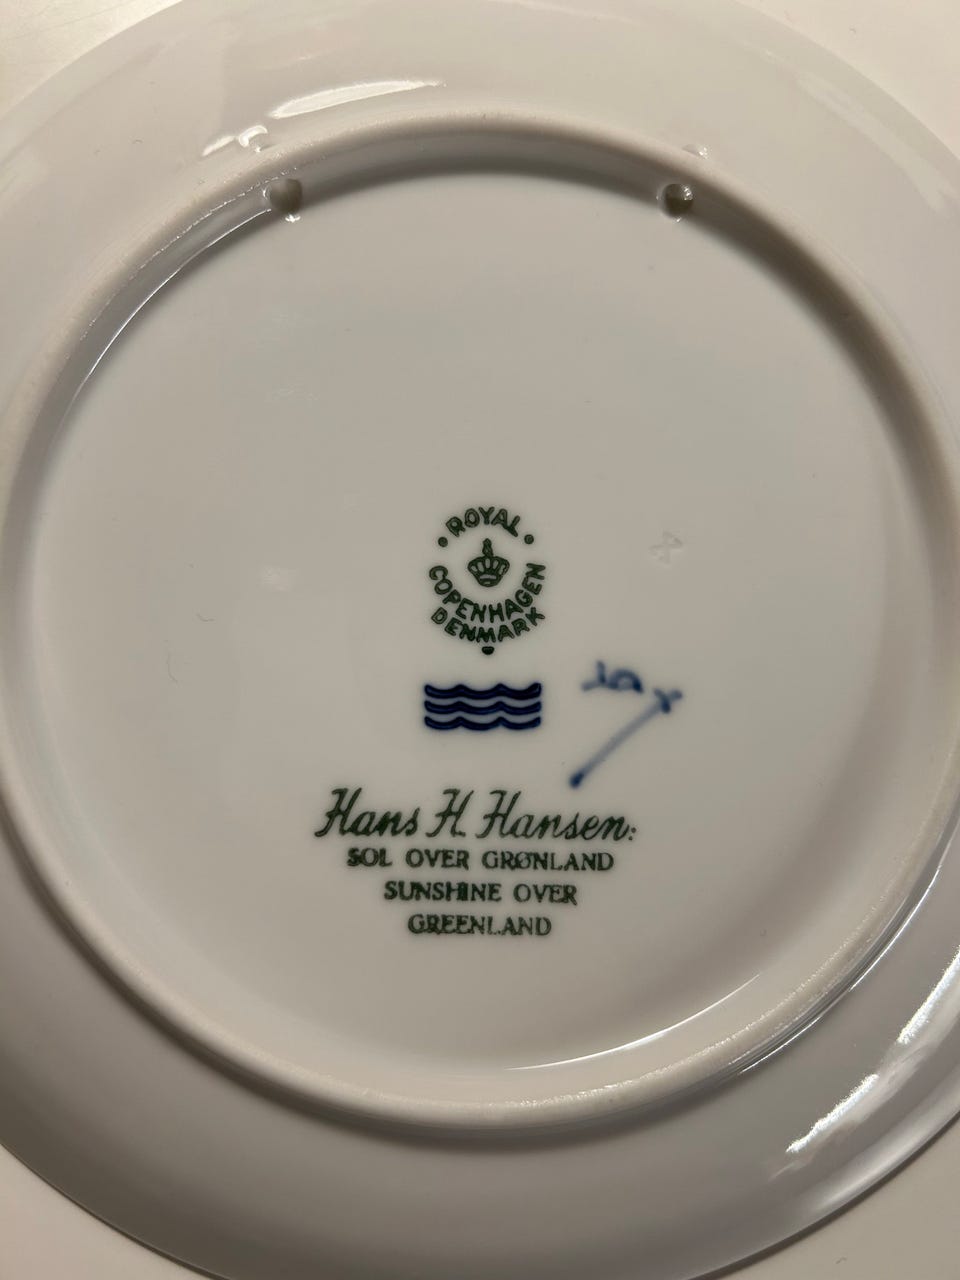 ROYAL
COPENHAGEN
DENMARK
Hans H. Hansen:
SOL OVER GRØNLAND
SUNSHINE OVER
GREENLAND